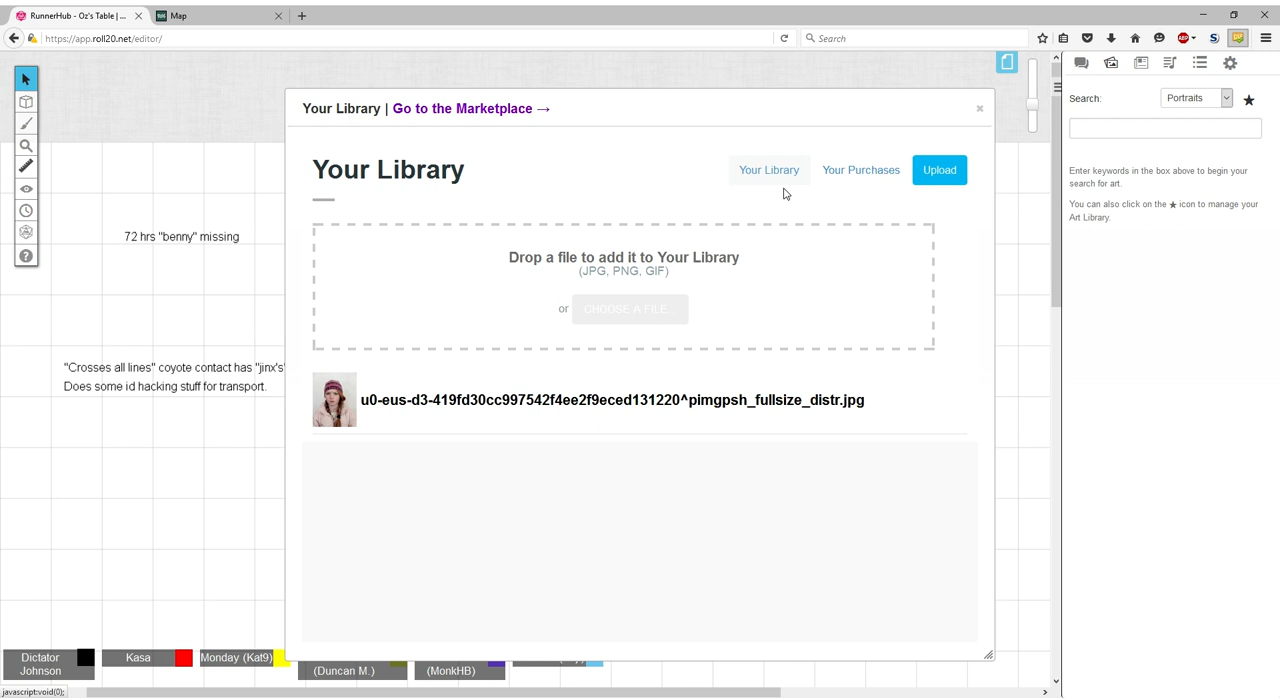 RunnerHub - Oz's Table | ...
Map
https://app.roll20.net/editor/
Search
Your Library | Go to the Marketplace →
Search:
Portraits
Your Library
Your Library
Your Purchases
Upload
Enter keywords in the box above to begin your
search for art.
You can also click on the ★ icon to manage your
Art Library.
72 hrs "benny" missing
Drop a file to add it to Your Library
(JPG, PNG, GIF)
or
CHOOSE A FILE
"Crosses all lines" coyote contact has "jinx's"
Does some id hacking stuff for transport.
u0-eus-d3-419fd30cc997542f4ee2f9eced131220^pimgpsh_fullsize_distr.jpg
Dictator
Johnson
Kasa
Monday (Kat9)
(Duncan M.)
(MonkHB)
javascript:void(0);